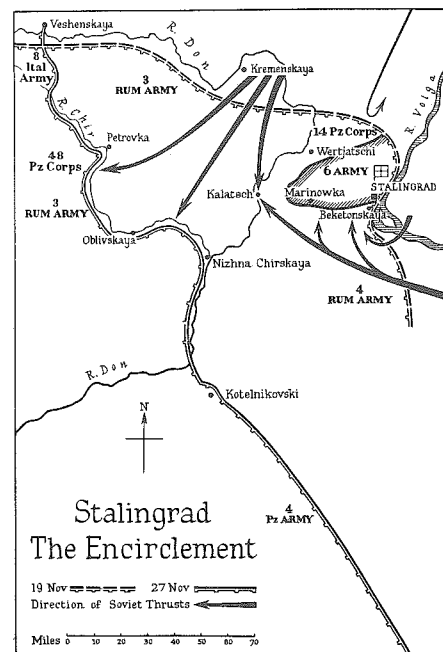 Veshenskaya
R. Don
8
Ital
Army
3
RUM ARMY
Kremenskaya
R. Chir
Petrovka
14 Pz Corps
R. Volga
Wertjatschi
48
Pz Corps
6 ARMY
STALINGRAD
Kalatsch
Marinowka
3
RUM ARMY
Beketonskaya
Oblivskaya
Nizhna Chirskaya
4
RUM ARMY
R. Don
Kotelnikovski
N
Stalingrad
The Encirclement
4
Pz ARMY
19 Nov 27 Nov
Direction of Soviet Thrusts
Miles 0 10 20 30 40 50 60 70